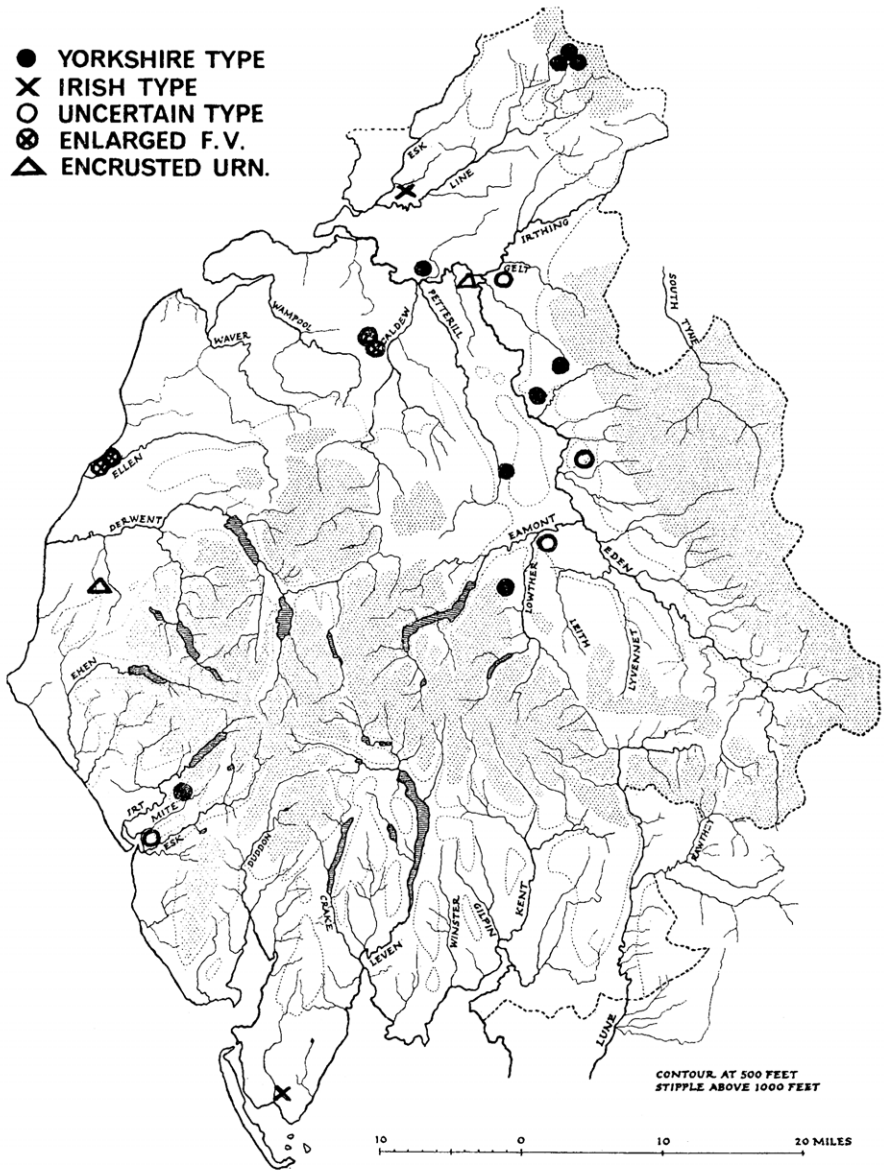 YORKSHIRE TYPE
IRISH TYPE
UNCERTAIN TYPE
ENLARGED F.V.
ENCRUSTED URN.
ESK
LINE
IRTHING
GELT
SOUTH TYNE
PETTERILL
CALDEW
WAMPOOL
WAVER
ELLEN
DERWENT
EAMONT
EDEN
LOWTHER
LEITH
LYVENNET
EHEN
IRT
MITE
ESK
DUDDON
CRAKE
LEVEN
WINSTER
GILPIN
KENT
RAWTHEY
LUNE
CONTOUR AT 500 FEET
STIPPLE ABOVE 1000 FEET
10 0 10 20 MILES